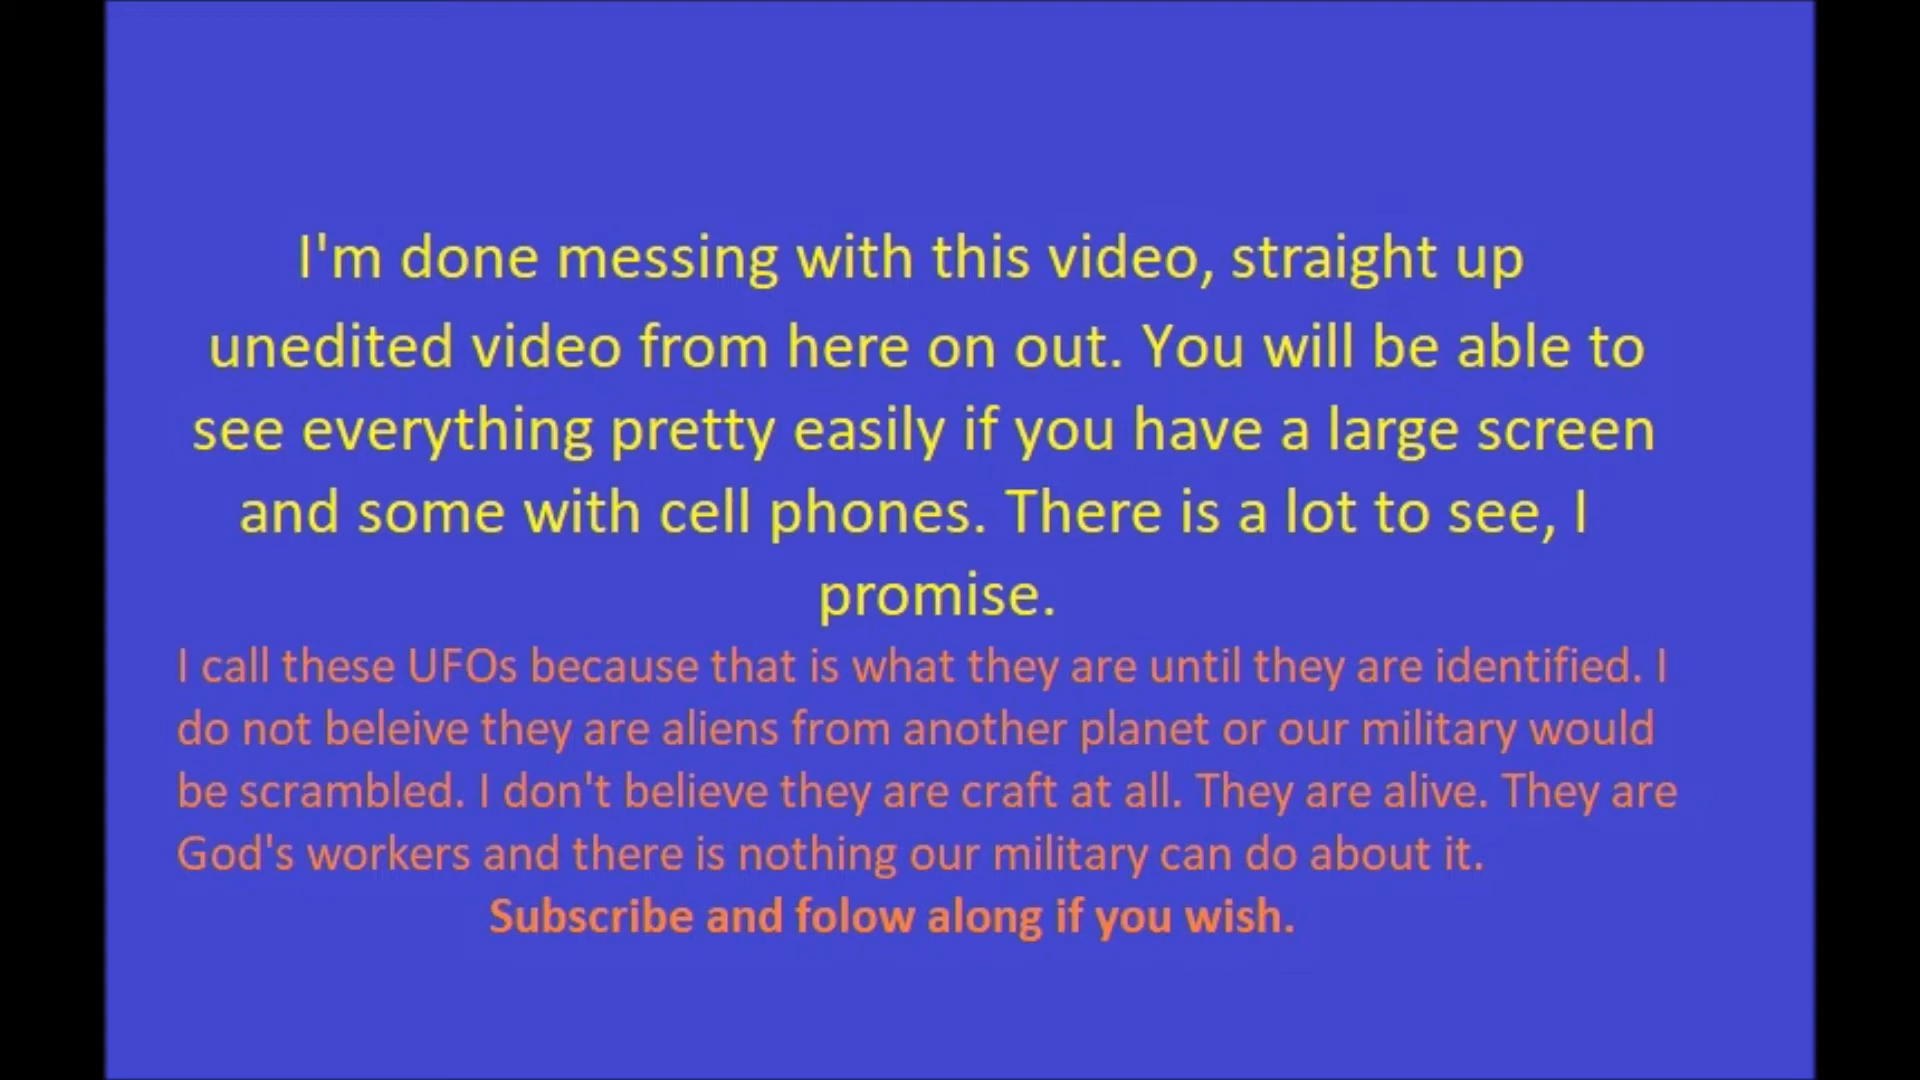 I'm done messing with this video, straight up
unedited video from here on out. You will be able to
see everything pretty easily if you have a large screen
and some with cell phones. There is a lot to see, I
promise.
I call these UFOs because that is what they are until they are identified. I
do not beleive they are aliens from another planet or our military would
be scrambled. I don't believe they are craft at all. They are alive. They are
God's workers and there is nothing our military can do about it.
Subscribe and folow along if you wish.